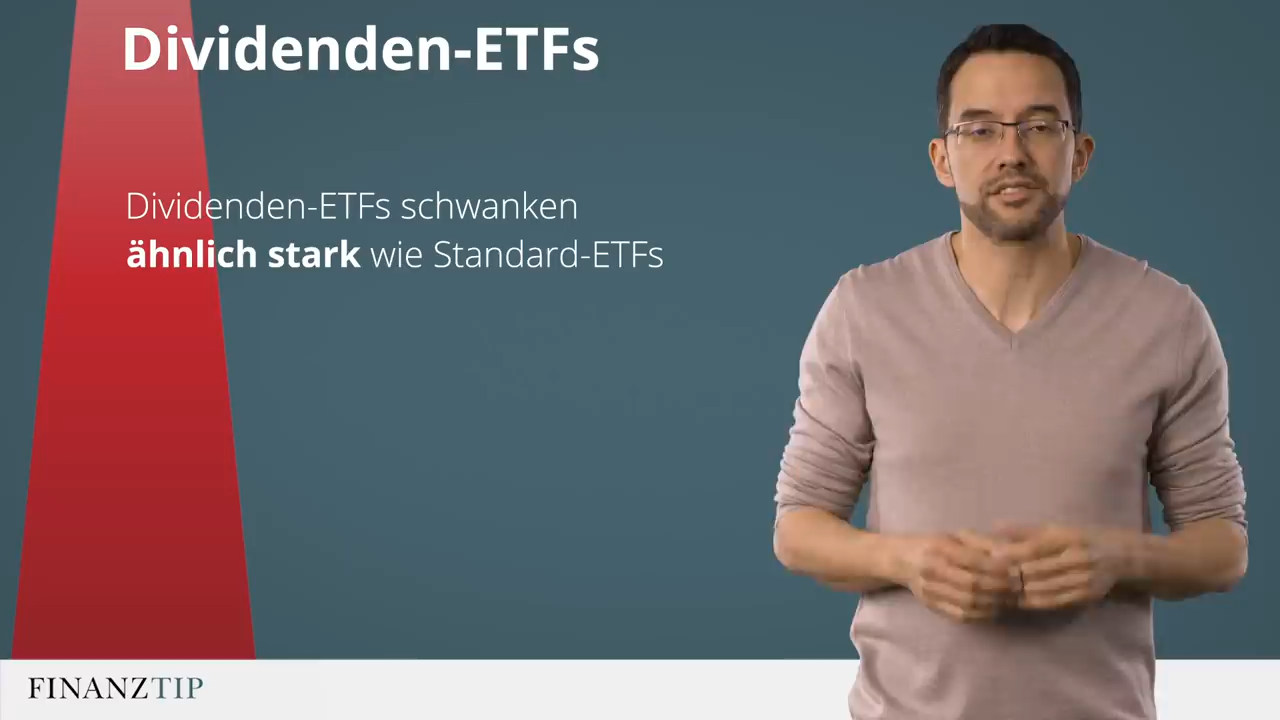 Dividenden-ETFs
Dividenden-ETFs schwanken
ähnlich stark wie Standard-ETFs
FINANZTIP